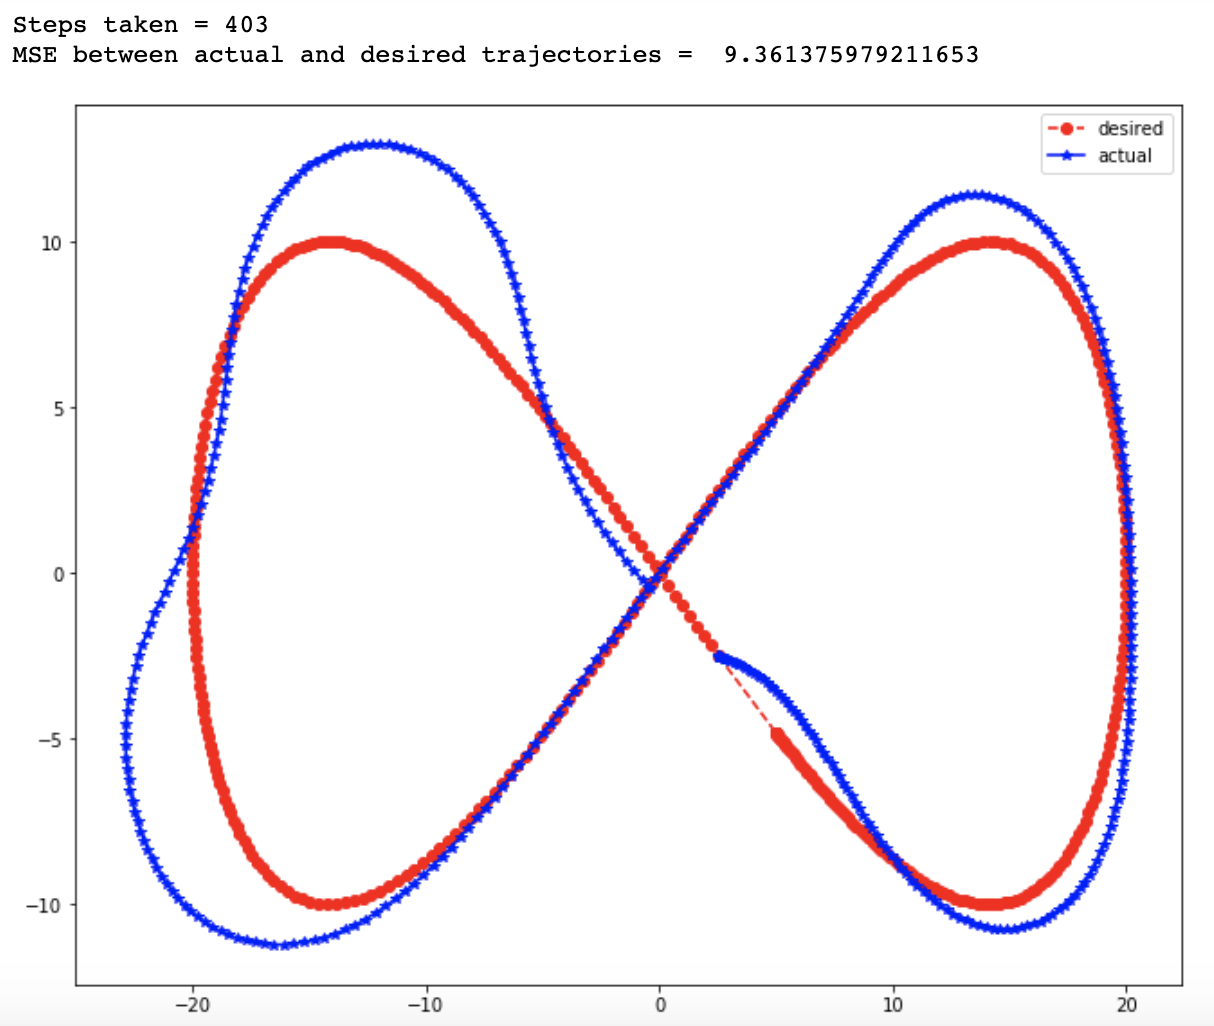 Steps taken = 403
MSE between actual and desired trajectories =  9.361375979211653
desired
actual
10
5
0
−5
−10
−20
−10
0
10
20